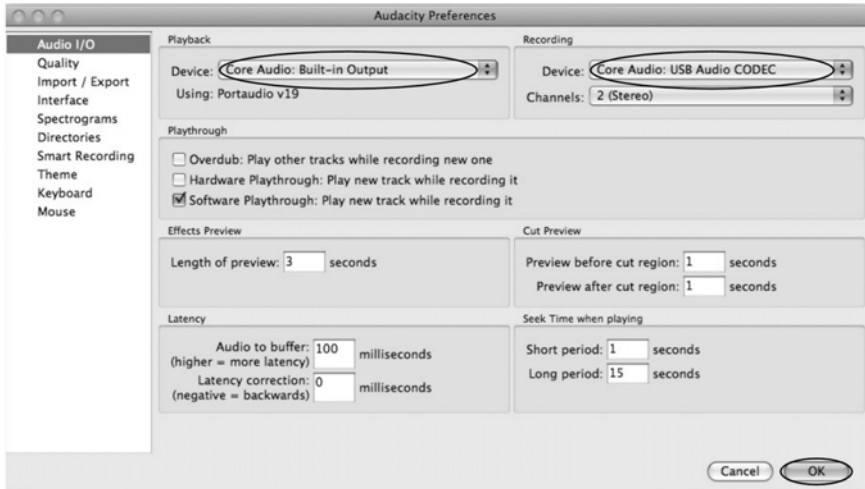 Audacity Preferences
Audio I/O
Quality
Import / Export
Interface
Spectrograms
Directories
Smart Recording
Theme
Keyboard
Mouse
Playback
Device: Core Audio: Built-in Output
Using: Portaudio v19
Recording
Device: Core Audio: USB Audio CODEC
Channels: 2 (Stereo)
Playthrough
Overdub: Play other tracks while recording new one
Hardware Playthrough: Play new track while recording it
Software Playthrough: Play new track while recording it
Effects Preview
Length of preview: 3 seconds
Cut Preview
Preview before cut region: 1 seconds
Preview after cut region: 1 seconds
Latency
Audio to buffer: 100 milliseconds
(higher = more latency)
Latency correction: 0 milliseconds
(negative = backwards)
Seek Time when playing
Short period: 1 seconds
Long period: 15 seconds
Cancel
OK